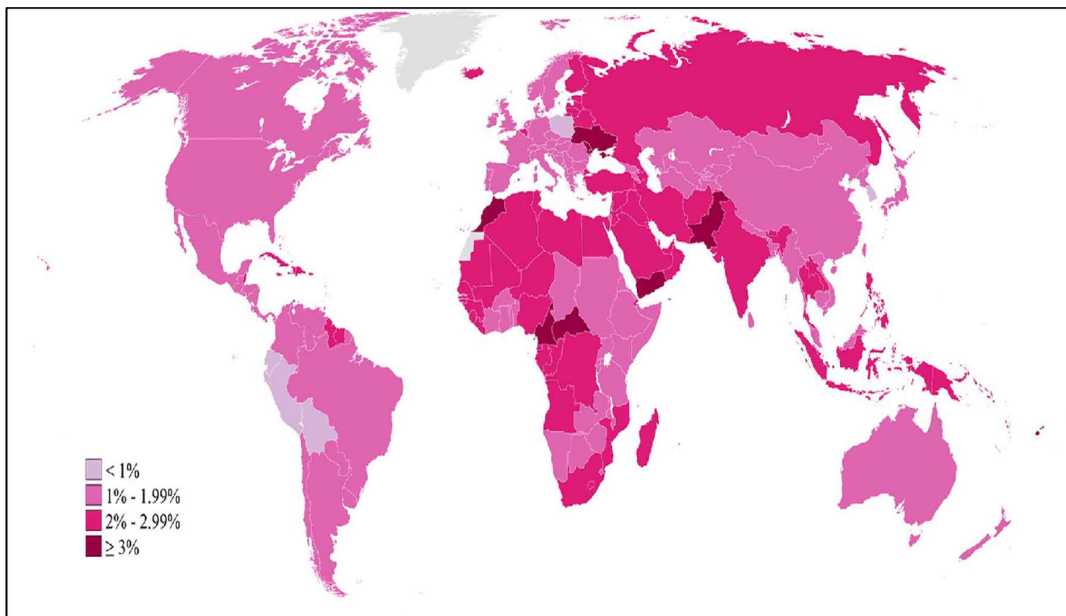 < 1%
1% - 1.99%
2% - 2.99%
≥ 3%